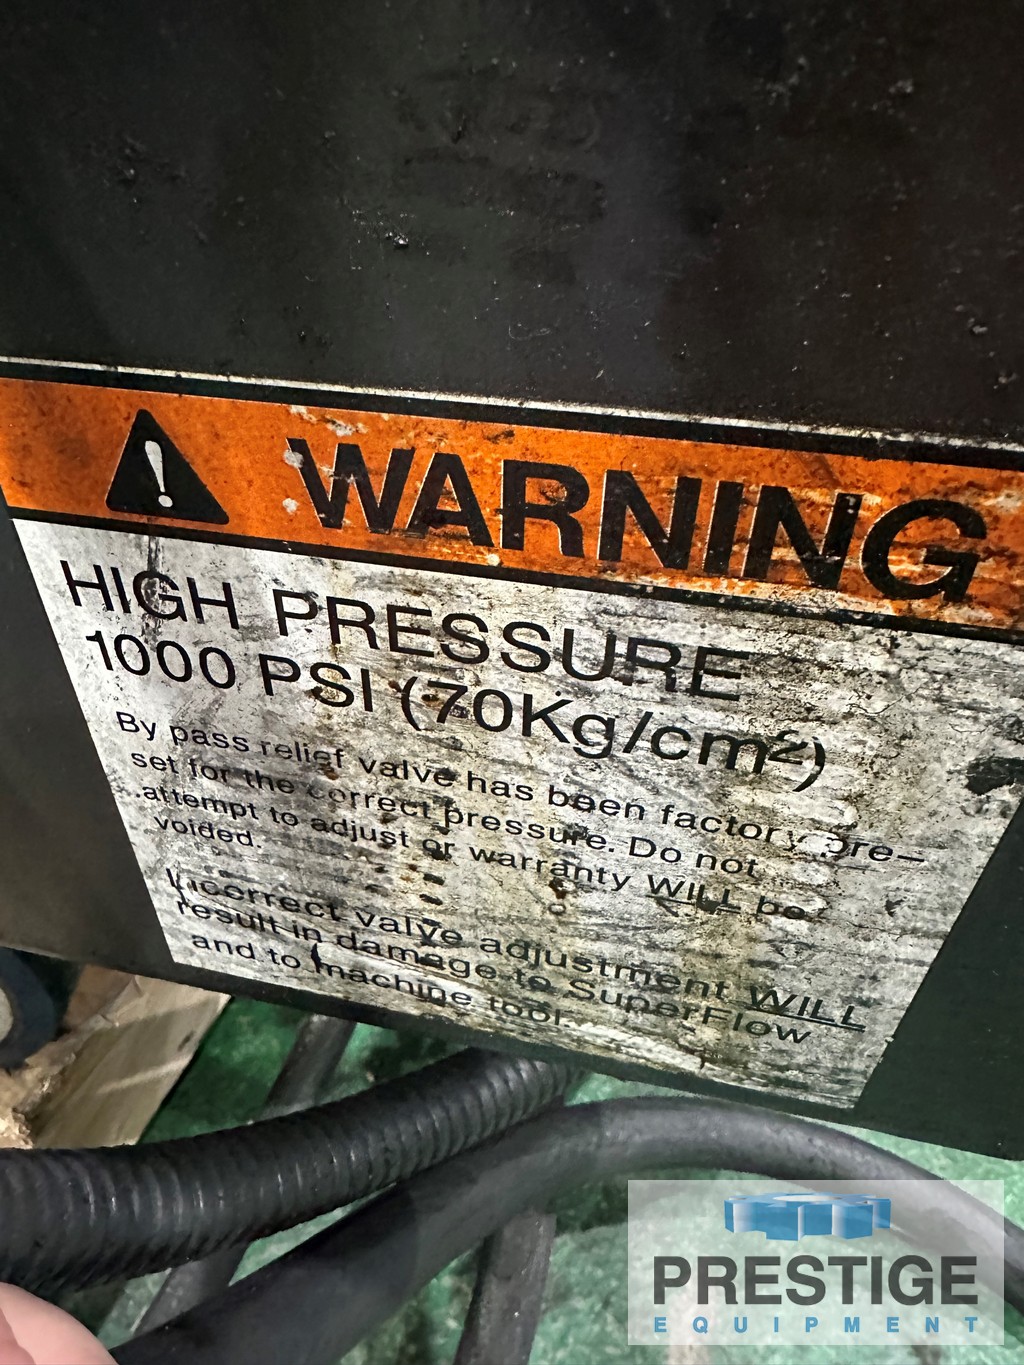 WARNING
HIGH PRESSURE
1000 PSI (70Kg/cm²)
By pass relief valve has been factory pre–
set for the correct pressure. Do not
attempt to adjust or warranty WILL be
voided.
Incorrect valve adjustment WILL
result in damage to SuperFlow
and to machine tool.
PRESTIGE
EQUIPMENT